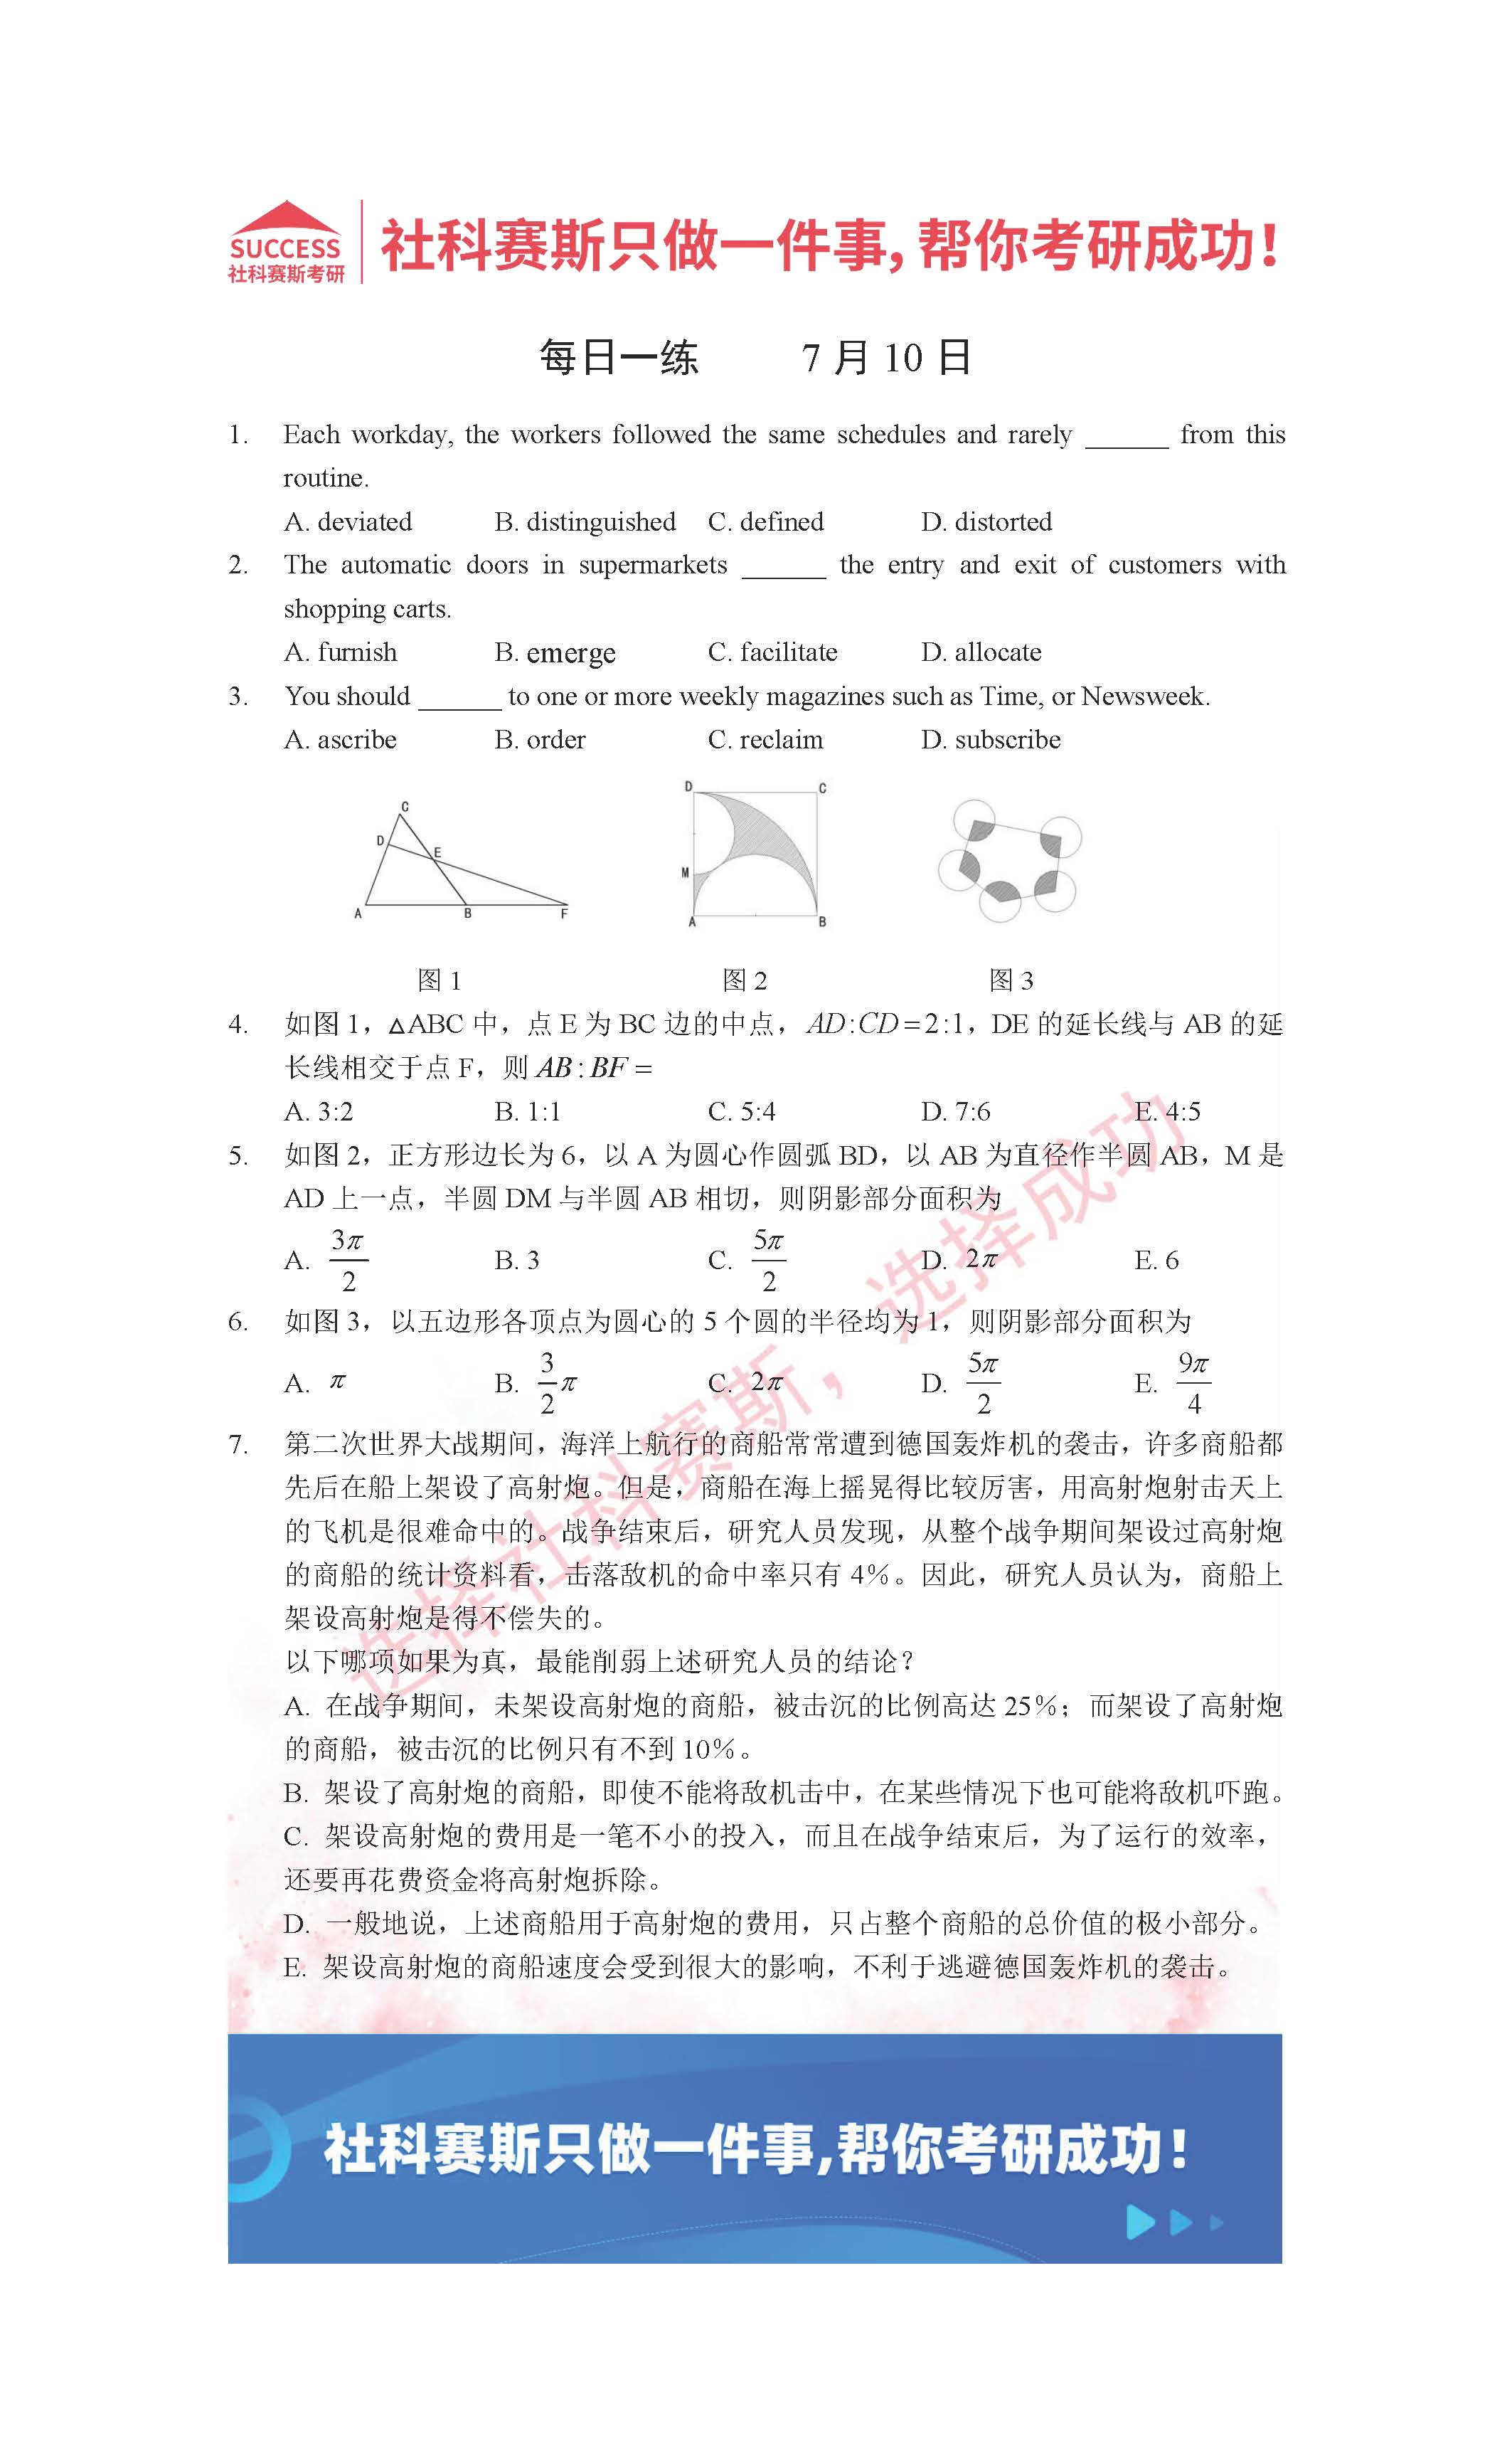 SUCCESS
社科赛斯考研
社科赛斯只做一件事，帮你考研成功！
每日一练 7 月 10 日
1. Each workday, the workers followed the same schedules and rarely ______ from this
routine.
A. deviated B. distinguished C. defined D. distorted
2. The automatic doors in supermarkets ______ the entry and exit of customers with
shopping carts.
A. furnish B. emerge C. facilitate D. allocate
3. You should ______ to one or more weekly magazines such as Time, or Newsweek.
A. ascribe B. order C. reclaim D. subscribe
C
D
E
A B F
D C
M
A B
图 1 图 2 图 3
4. 如图 1，△ABC 中，点 E 为 BC 边的中点，AD:CD=2:1，DE 的延长线与 AB 的延
长线相交于点 F，则 AB:BF=
A. 3:2 B. 1:1 C. 5:4 D. 7:6 E. 4:5
5. 如图 2，正方形边长为 6，以 A 为圆心作圆弧 BD，以 AB 为直径作半圆 AB，M 是
AD 上一点，半圆 DM 与半圆 AB 相切，则阴影部分面积为
A. 3π/2 B. 3 C. 5π/2 D. 2π E. 6
6. 如图 3，以五边形各顶点为圆心的 5 个圆的半径均为 1，则阴影部分面积为
A. π B. 3/2 π C. 2π D. 5π/2 E. 9π/4
7. 第二次世界大战期间，海洋上航行的商船常常遭到德国轰炸机的袭击，许多商船都
先后在船上架设了高射炮。但是，商船在海上摇晃得比较厉害，用高射炮射击天上
的飞机是很难命中的。战争结束后，研究人员发现，从整个战争期间架设过高射炮
的商船的统计资料看，击落敌机的命中率只有 4%。因此，研究人员认为，商船上
架设高射炮是得不偿失的。
以下哪项如果为真，最能削弱上述研究人员的结论？
A. 在战争期间，未架设高射炮的商船，被击沉的比例高达 25%；而架设了高射炮
的商船，被击沉的比例只有不到 10%。
B. 架设了高射炮的商船，即使不能将敌机击中，在某些情况下也可能将敌机吓跑。
C. 架设高射炮的费用是一笔不小的投入，而且在战争结束后，为了运行的效率，
还要再花费资金将高射炮拆除。
D. 一般地说，上述商船用于高射炮的费用，只占整个商船的总价值的极小部分。
E. 架设高射炮的商船速度会受到很大的影响，不利于逃避德国轰炸机的袭击。
选择社科赛斯，选择成功
社科赛斯只做一件事,帮你考研成功！